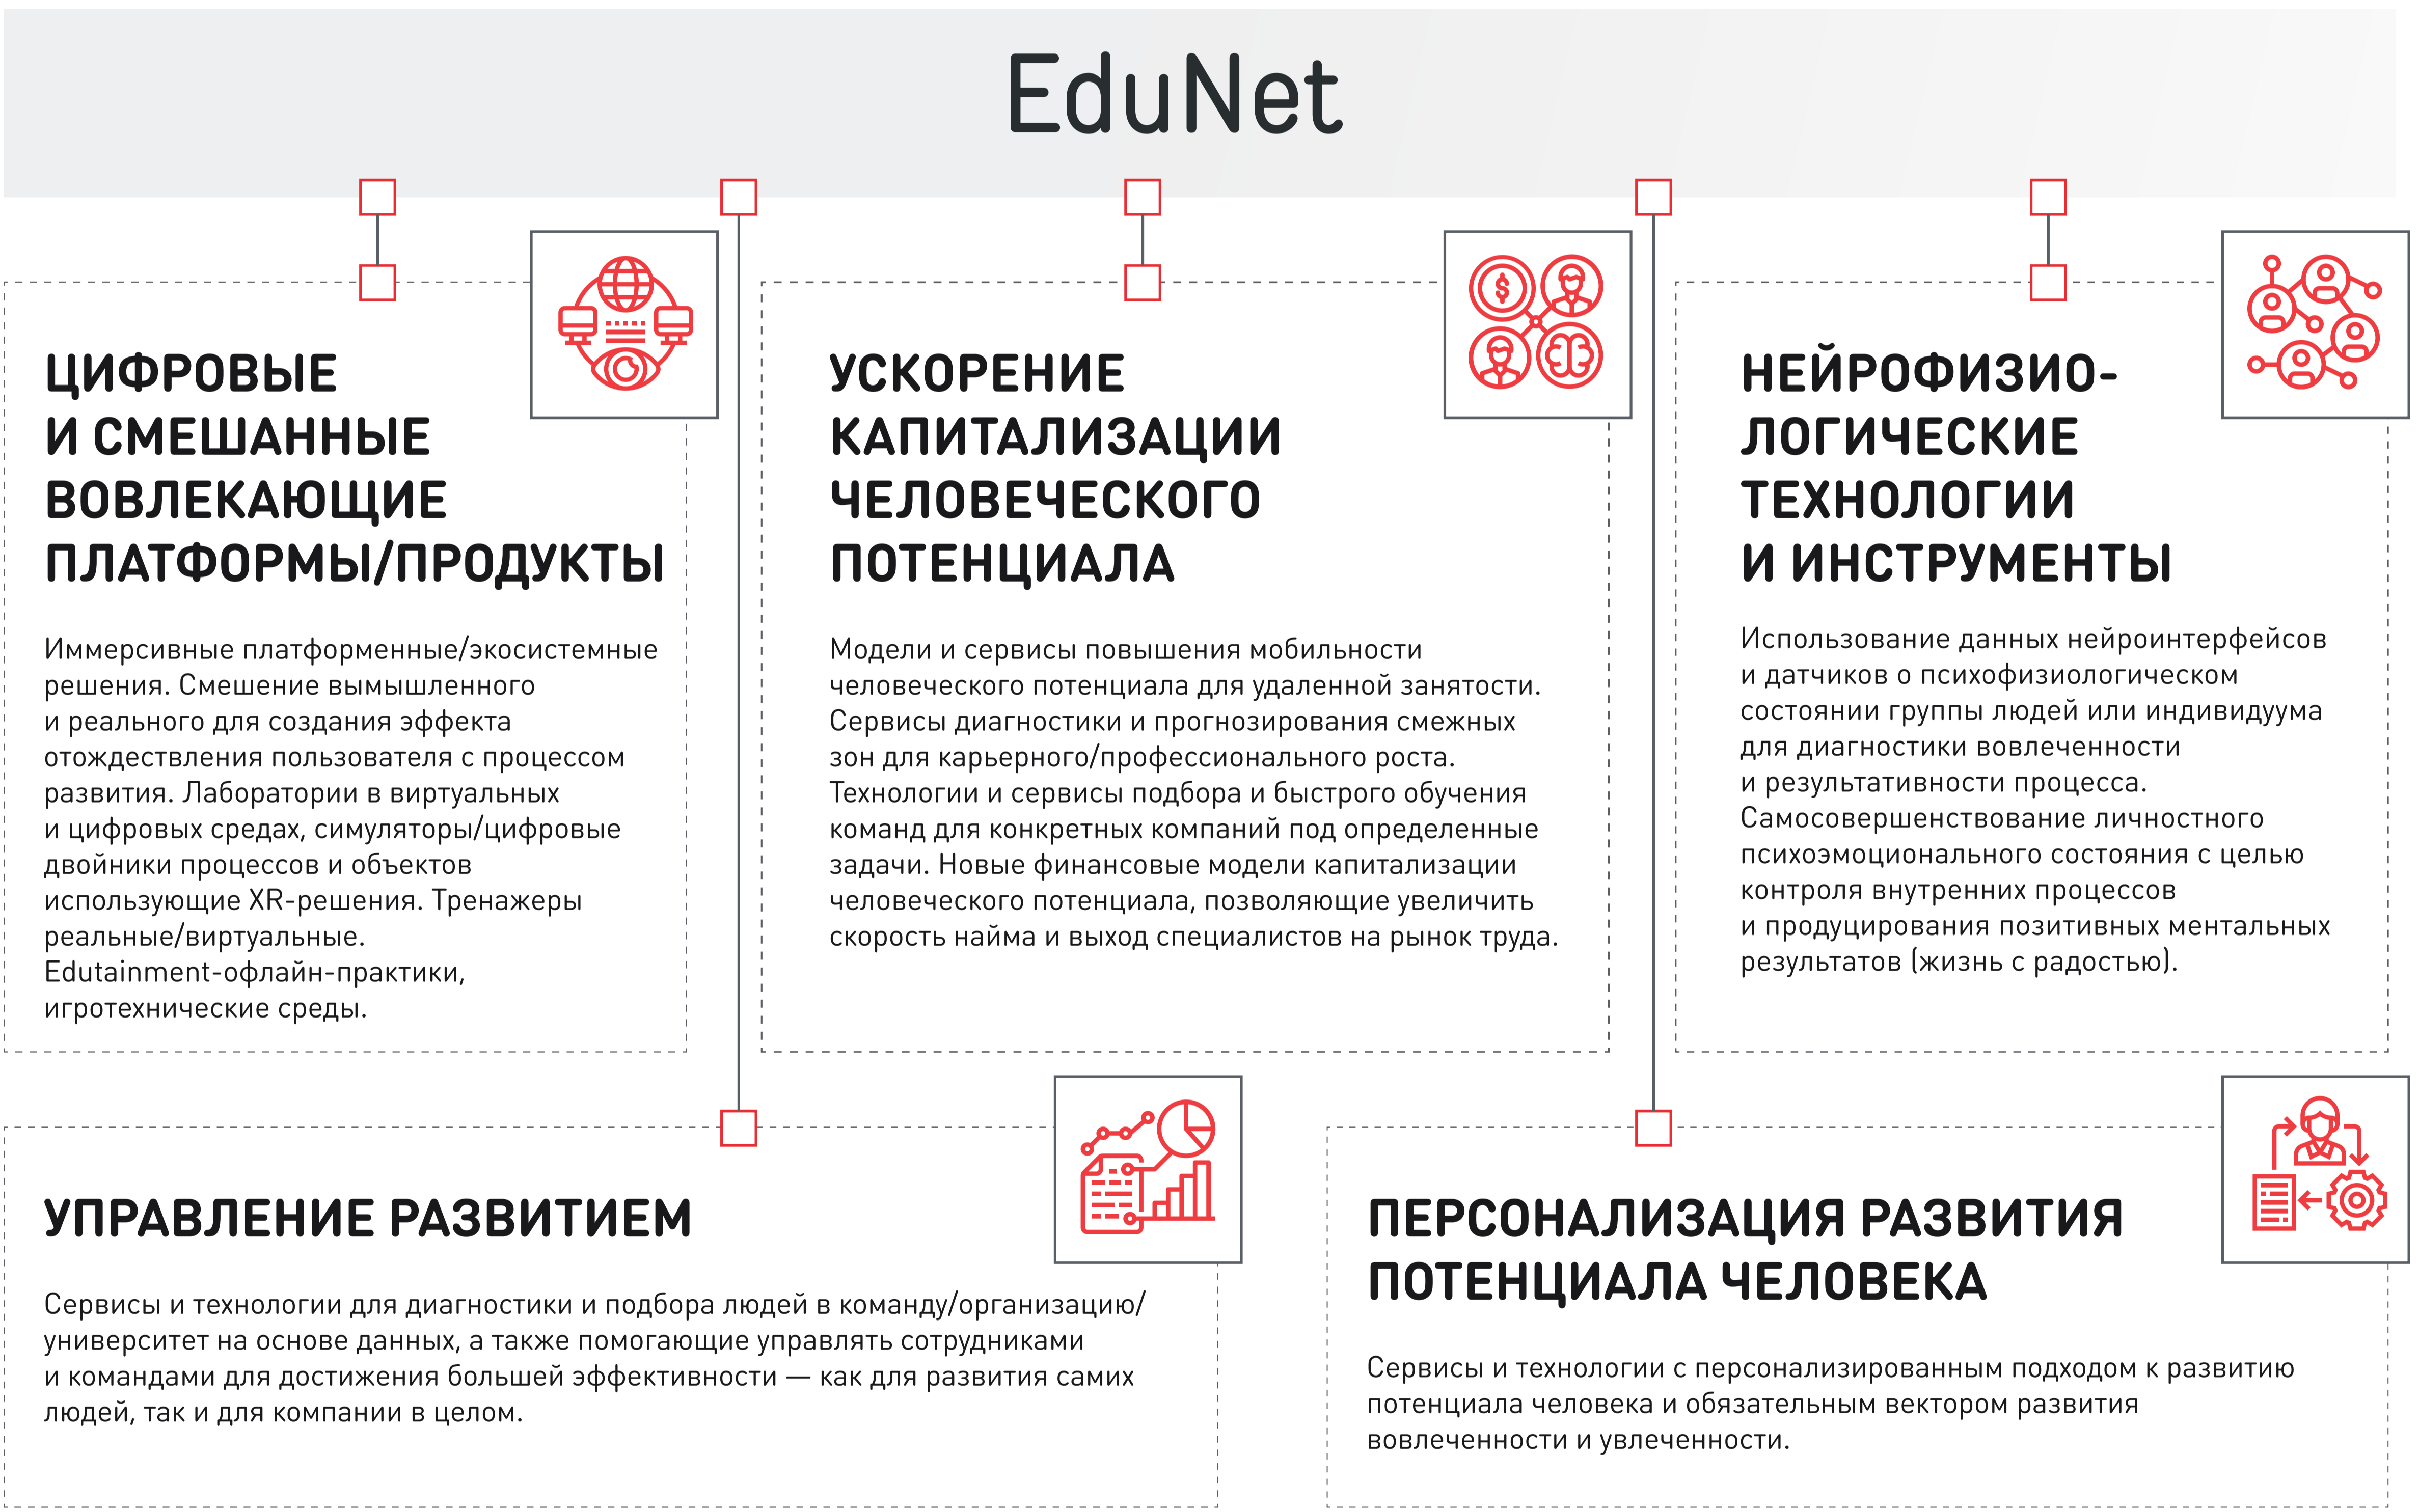 EduNet
ЦИФРОВЫЕ
И СМЕШАННЫЕ
ВОВЛЕКАЮЩИЕ
ПЛАТФОРМЫ/ПРОДУКТЫ
Иммерсивные платформенные/экосистемные
решения. Смешение вымышленного
и реального для создания эффекта
отождествления пользователя с процессом
развития. Лаборатории в виртуальных
и цифровых средах, симуляторы/цифровые
двойники процессов и объектов
использующие XR-решения. Тренажеры
реальные/виртуальные.
Edutainment-офлайн-практики,
игротехнические среды.
УСКОРЕНИЕ
КАПИТАЛИЗАЦИИ
ЧЕЛОВЕЧЕСКОГО
ПОТЕНЦИАЛА
Модели и сервисы повышения мобильности
человеческого потенциала для удаленной занятости.
Сервисы диагностики и прогнозирования смежных
зон для карьерного/профессионального роста.
Технологии и сервисы подбора и быстрого обучения
команд для конкретных компаний под определенные
задачи. Новые финансовые модели капитализации
человеческого потенциала, позволяющие увеличить
скорость найма и выход специалистов на рынок труда.
$
НЕЙРОФИЗИО-
ЛОГИЧЕСКИЕ
ТЕХНОЛОГИИ
И ИНСТРУМЕНТЫ
Использование данных нейроинтерфейсов
и датчиков о психофизиологическом
состоянии группы людей или индивидуума
для диагностики вовлеченности
и результативности процесса.
Самосовершенствование личностного
психоэмоционального состояния с целью
контроля внутренних процессов
и продуцирования позитивных ментальных
результатов (жизнь с радостью).
УПРАВЛЕНИЕ РАЗВИТИЕМ
Сервисы и технологии для диагностики и подбора людей в команду/организацию/
университет на основе данных, а также помогающие управлять сотрудниками
и командами для достижения большей эффективности — как для развития самих
людей, так и для компании в целом.
ПЕРСОНАЛИЗАЦИЯ РАЗВИТИЯ
ПОТЕНЦИАЛА ЧЕЛОВЕКА
Сервисы и технологии с персонализированным подходом к развитию
потенциала человека и обязательным вектором развития
вовлеченности и увлеченности.